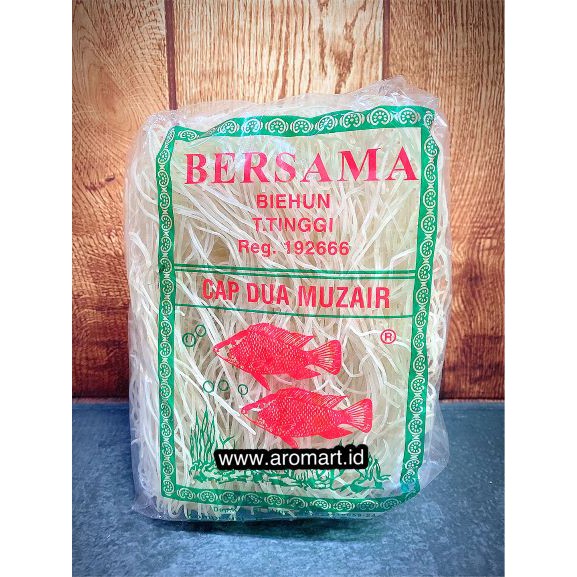 BERSAMA
BIEHUN
T.TINGGI
Reg. 192666
CAP DUA MUZAIR
®
www.aromart.id